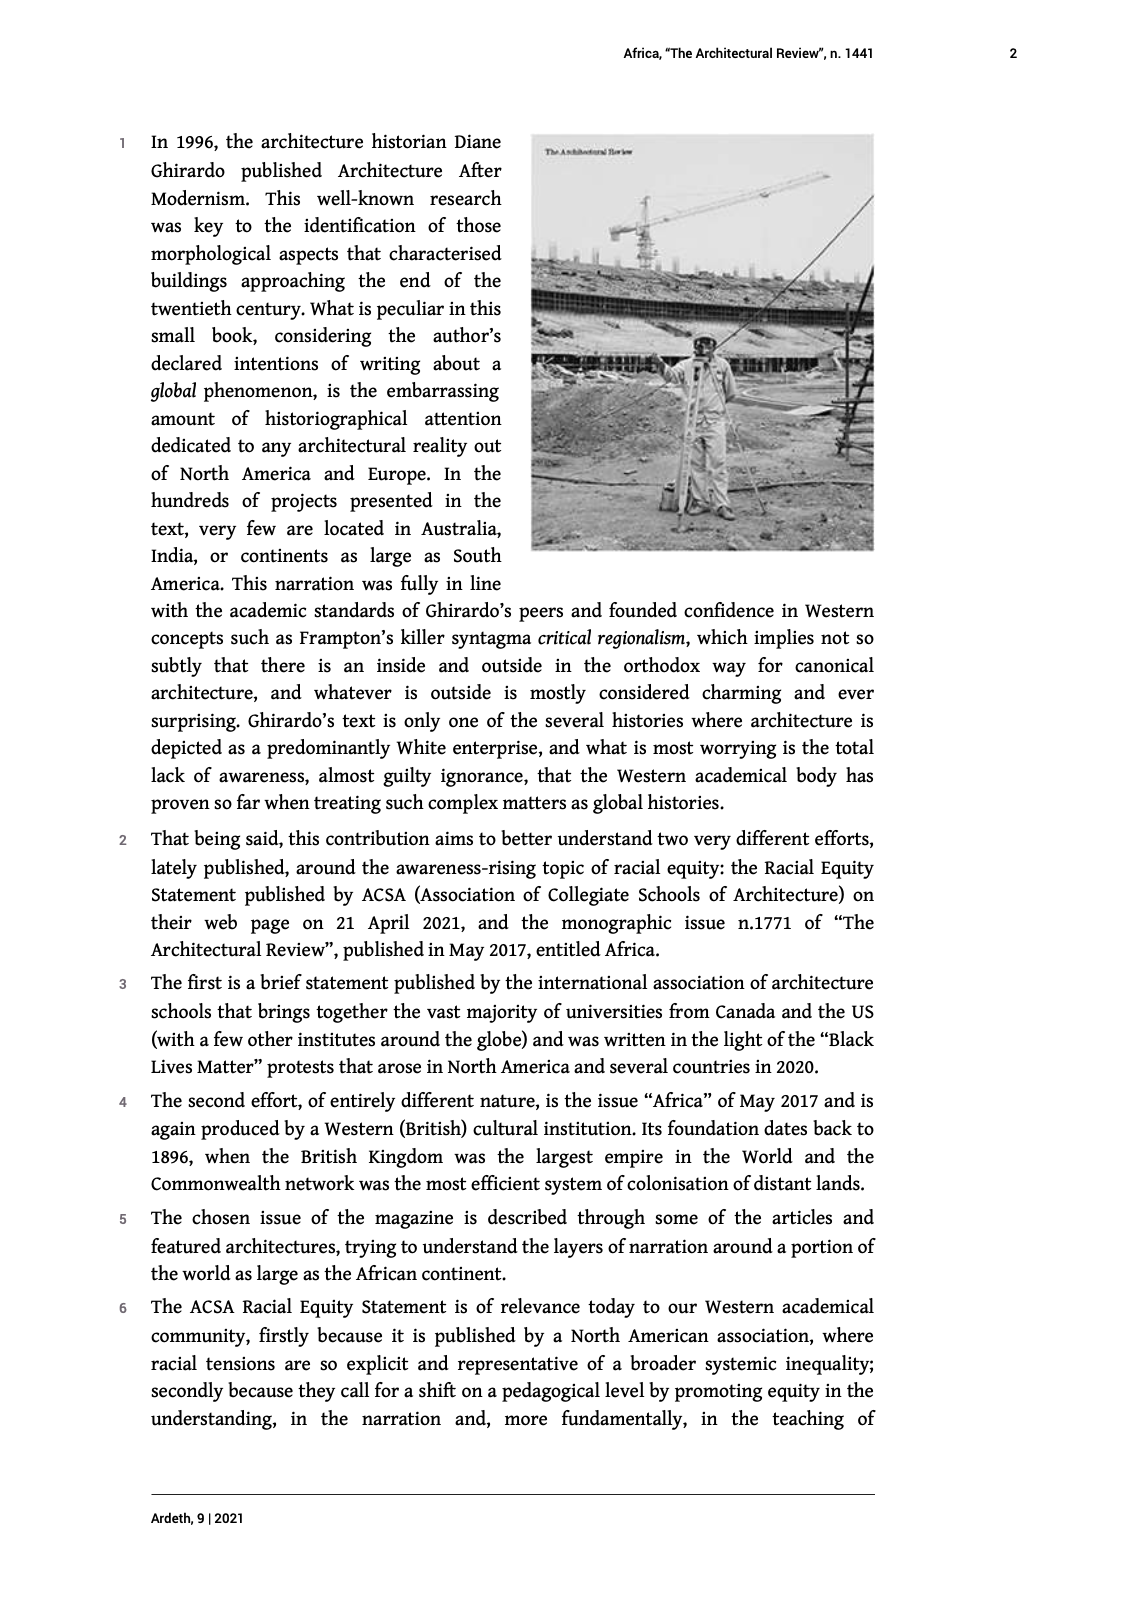 Africa, “The Architectural Review”, n. 1441
2
1
In 1996, the architecture historian Diane
Ghirardo published Architecture After
Modernism. This well-known research
was key to the identification of those
morphological aspects that characterised
buildings approaching the end of the
twentieth century. What is peculiar in this
small book, considering the author’s
declared intentions of writing about a
global phenomenon, is the embarrassing
amount of historiographical attention
dedicated to any architectural reality out
of North America and Europe. In the
hundreds of projects presented in the
text, very few are located in Australia,
India, or continents as large as South
America. This narration was fully in line
The Architectural Review
with the academic standards of Ghirardo’s peers and founded confidence in Western
concepts such as Frampton’s killer syntagma critical regionalism, which implies not so
subtly that there is an inside and outside in the orthodox way for canonical
architecture, and whatever is outside is mostly considered charming and ever
surprising. Ghirardo’s text is only one of the several histories where architecture is
depicted as a predominantly White enterprise, and what is most worrying is the total
lack of awareness, almost guilty ignorance, that the Western academical body has
proven so far when treating such complex matters as global histories.
2
That being said, this contribution aims to better understand two very different efforts,
lately published, around the awareness-rising topic of racial equity: the Racial Equity
Statement published by ACSA (Association of Collegiate Schools of Architecture) on
their web page on 21 April 2021, and the monographic issue n.1771 of “The
Architectural Review”, published in May 2017, entitled Africa.
3
The first is a brief statement published by the international association of architecture
schools that brings together the vast majority of universities from Canada and the US
(with a few other institutes around the globe) and was written in the light of the “Black
Lives Matter” protests that arose in North America and several countries in 2020.
4
The second effort, of entirely different nature, is the issue “Africa” of May 2017 and is
again produced by a Western (British) cultural institution. Its foundation dates back to
1896, when the British Kingdom was the largest empire in the World and the
Commonwealth network was the most efficient system of colonisation of distant lands.
5
The chosen issue of the magazine is described through some of the articles and
featured architectures, trying to understand the layers of narration around a portion of
the world as large as the African continent.
6
The ACSA Racial Equity Statement is of relevance today to our Western academical
community, firstly because it is published by a North American association, where
racial tensions are so explicit and representative of a broader systemic inequality;
secondly because they call for a shift on a pedagogical level by promoting equity in the
understanding, in the narration and, more fundamentally, in the teaching of
Ardeth, 9 | 2021